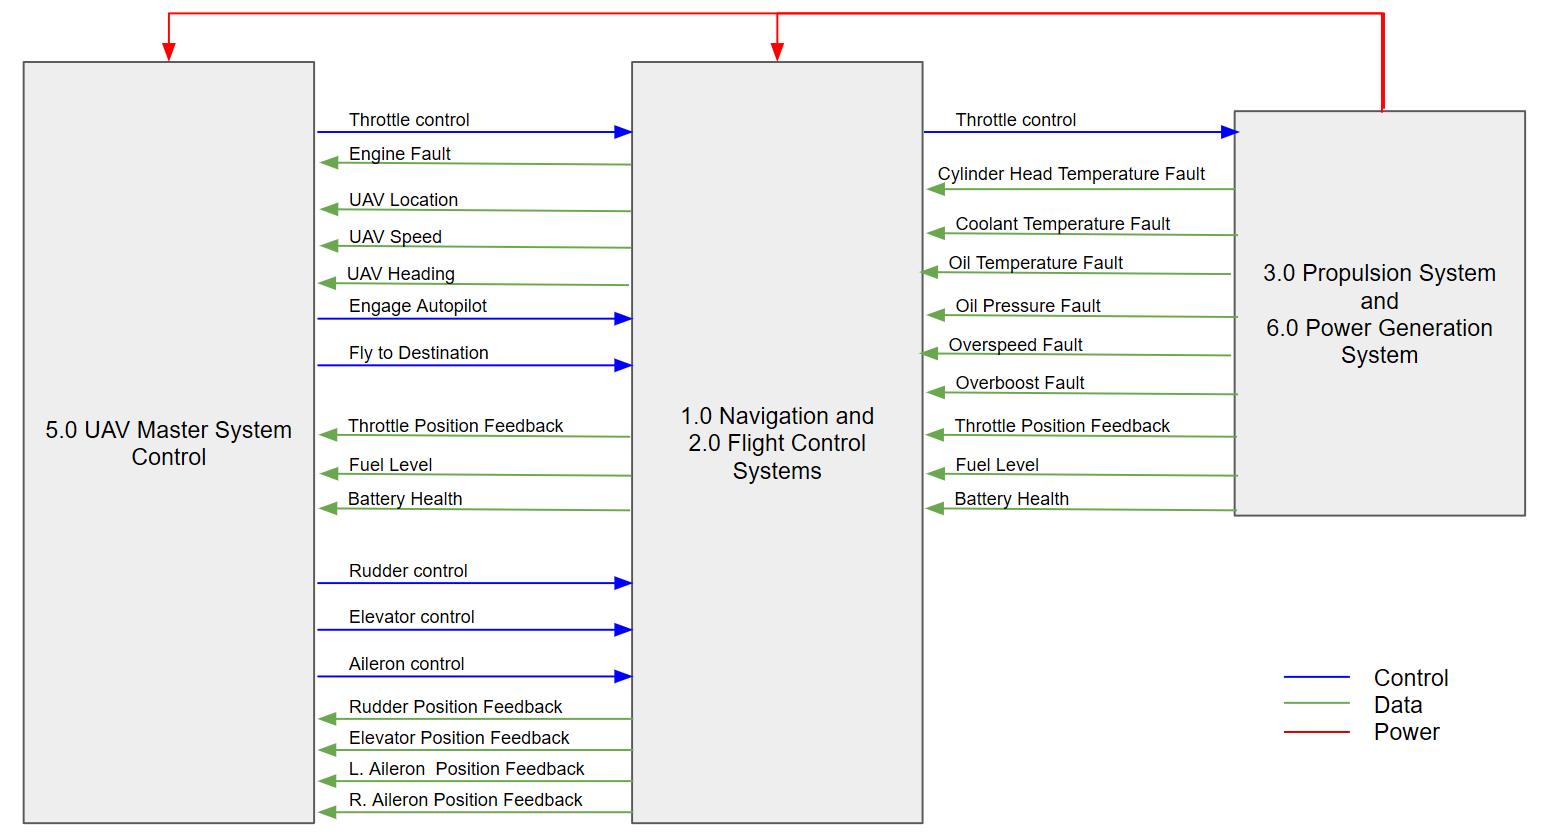 Throttle control
Engine Fault
UAV Location
UAV Speed
UAV Heading
Engage Autopilot
Fly to Destination
Throttle Position Feedback
Fuel Level
Battery Health
Rudder control
Elevator control
Aileron control
Rudder Position Feedback
Elevator Position Feedback
L. Aileron  Position Feedback
R. Aileron Position Feedback
5.0 UAV Master System
Control
1.0 Navigation and
2.0 Flight Control
Systems
Throttle control
Cylinder Head Temperature Fault
Coolant Temperature Fault
Oil Temperature Fault
Oil Pressure Fault
Overspeed Fault
Overboost Fault
Throttle Position Feedback
Fuel Level
Battery Health
3.0 Propulsion System
and
6.0 Power Generation
System
Control
Data
Power